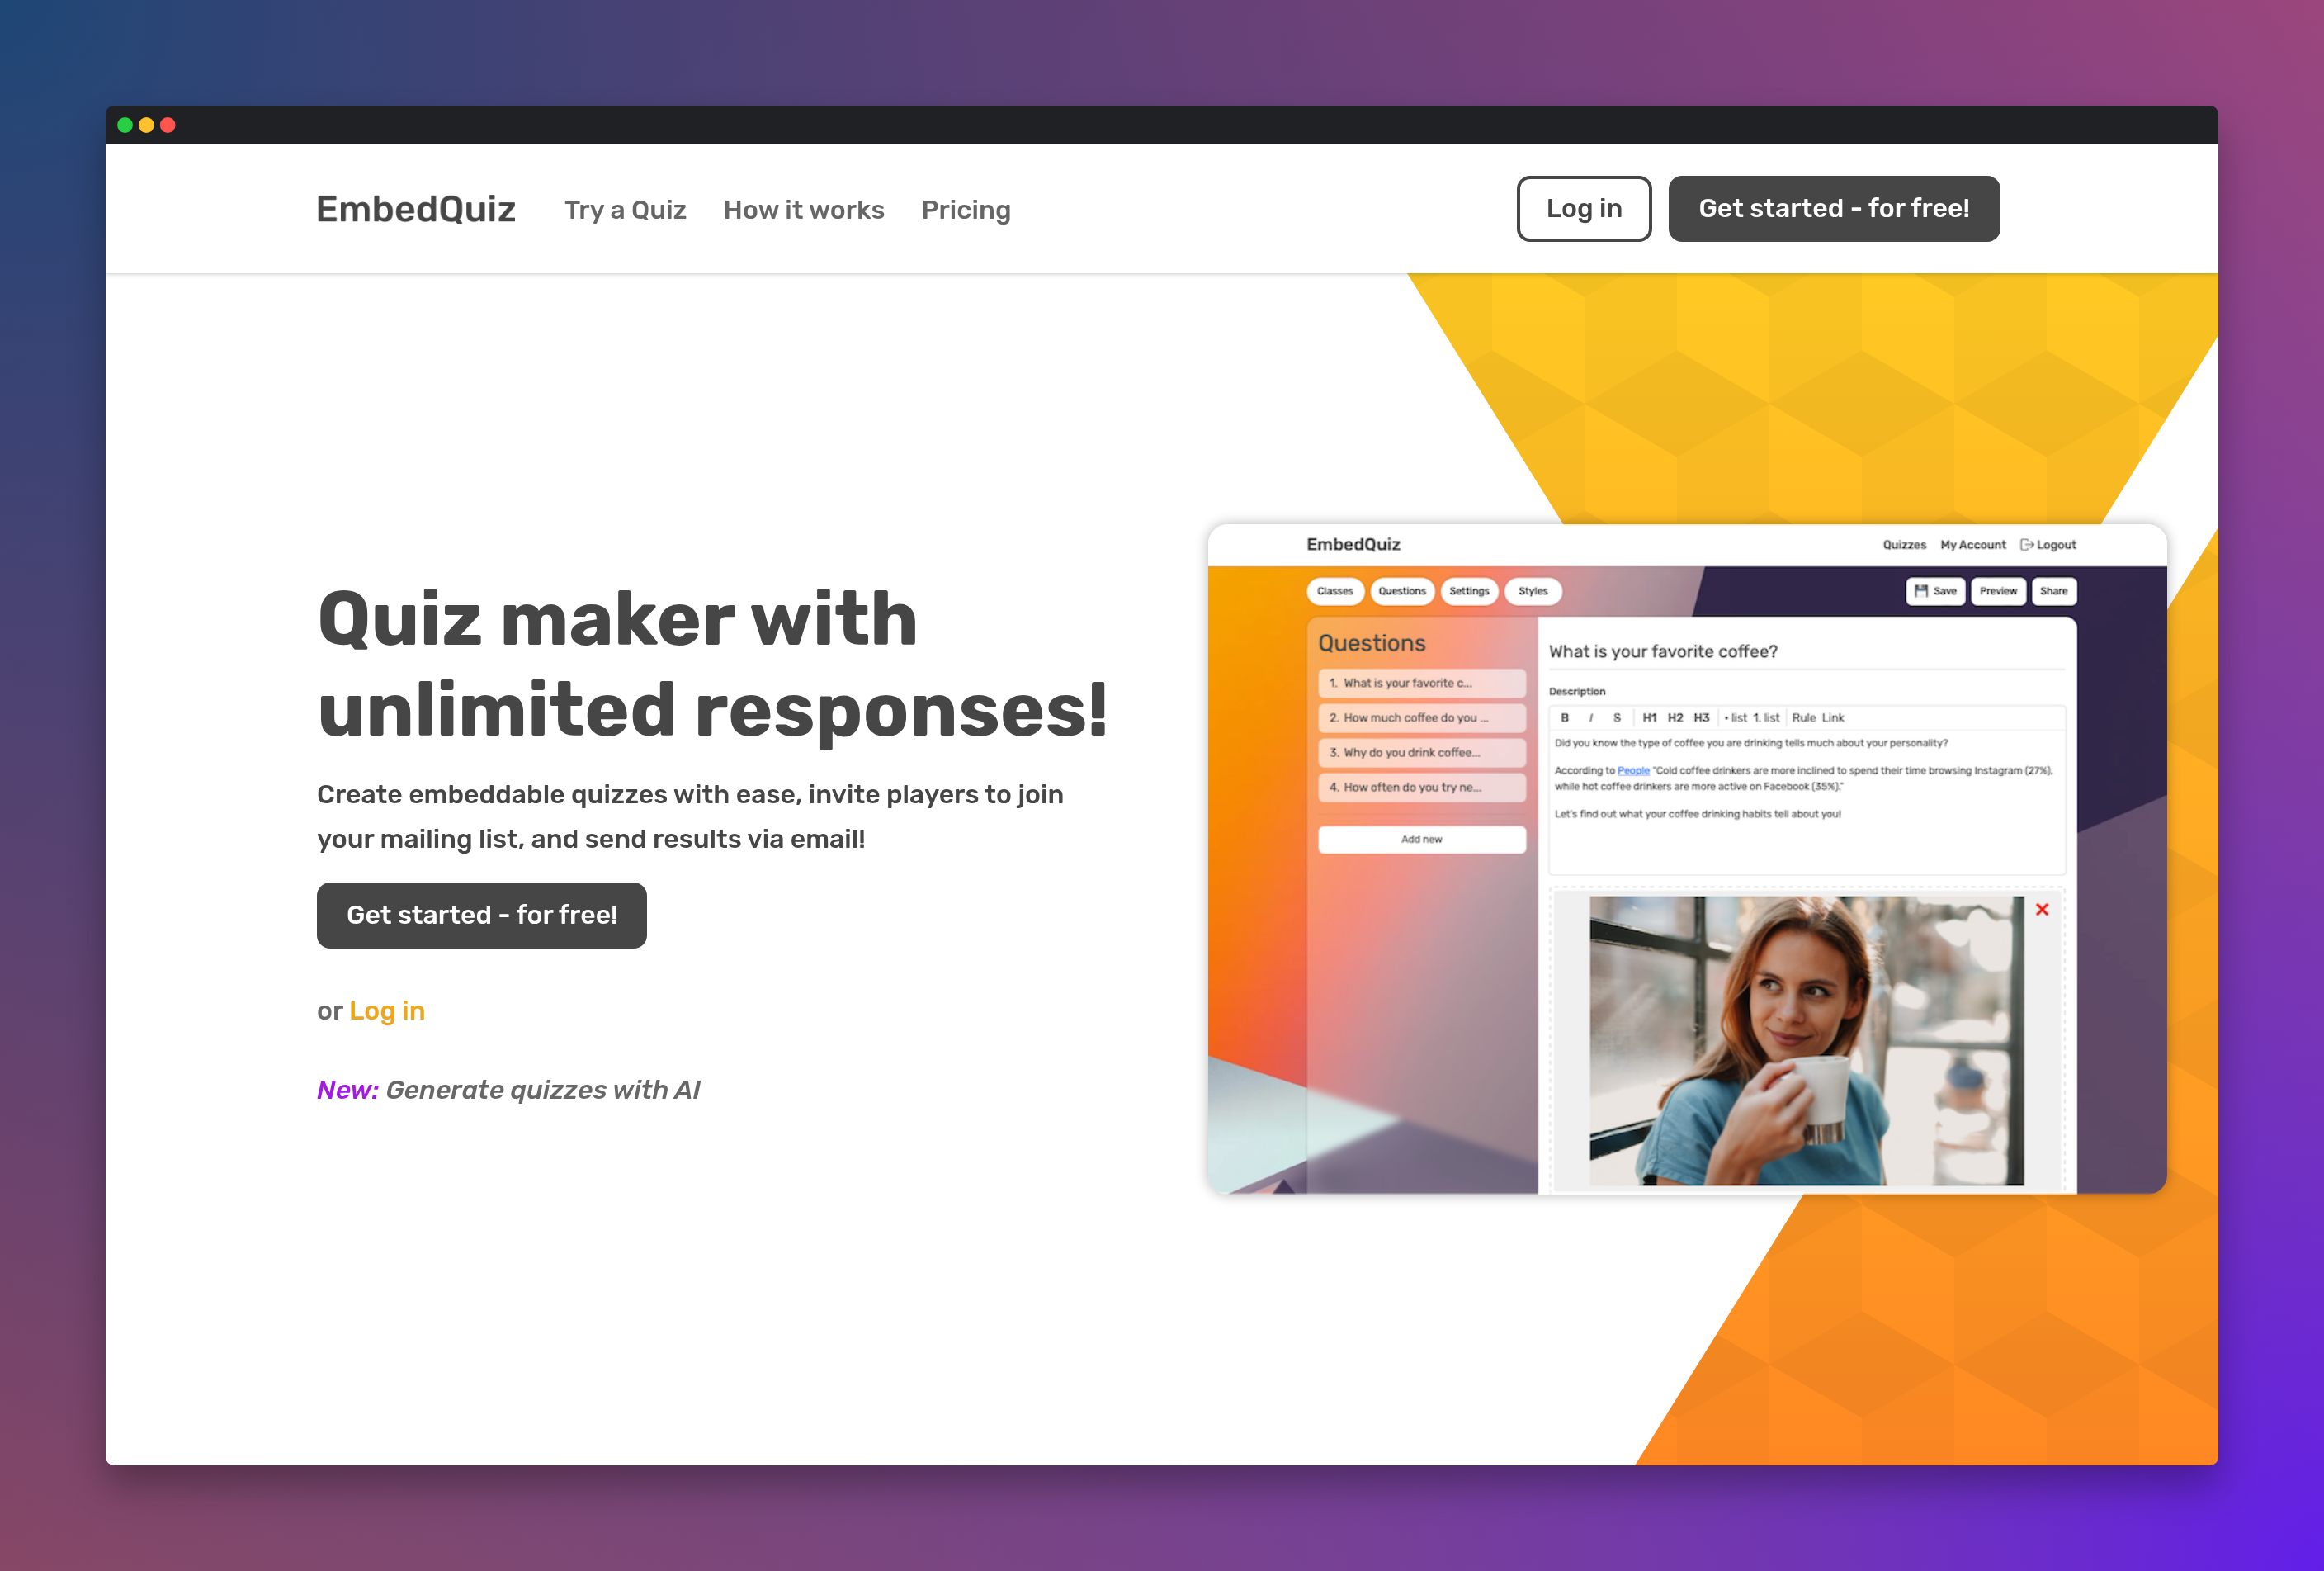 EmbedQuiz Try a Quiz How it works Pricing Log in Get started - for free!
Quiz maker with
unlimited responses!
Create embeddable quizzes with ease, invite players to join
your mailing list, and send results via email!
Get started - for free!
or Log in
New: Generate quizzes with AI
EmbedQuiz Quizzes My Account Logout
Classes Questions Settings Styles Save Preview Share
Questions
1. What is your favorite c...
2. How much coffee do you ...
3. Why do you drink coffee...
4. How often do you try ne...
Add new
What is your favorite coffee?
Description
B I S H1 H2 H3 • list 1. list Rule Link
Did you know the type of coffee you are drinking tells much about your personality?
According to People "Cold coffee drinkers are more inclined to spend their time browsing Instagram (27%),
while hot coffee drinkers are more active on Facebook (35%)."
Let's find out what your coffee drinking habits tell about you!